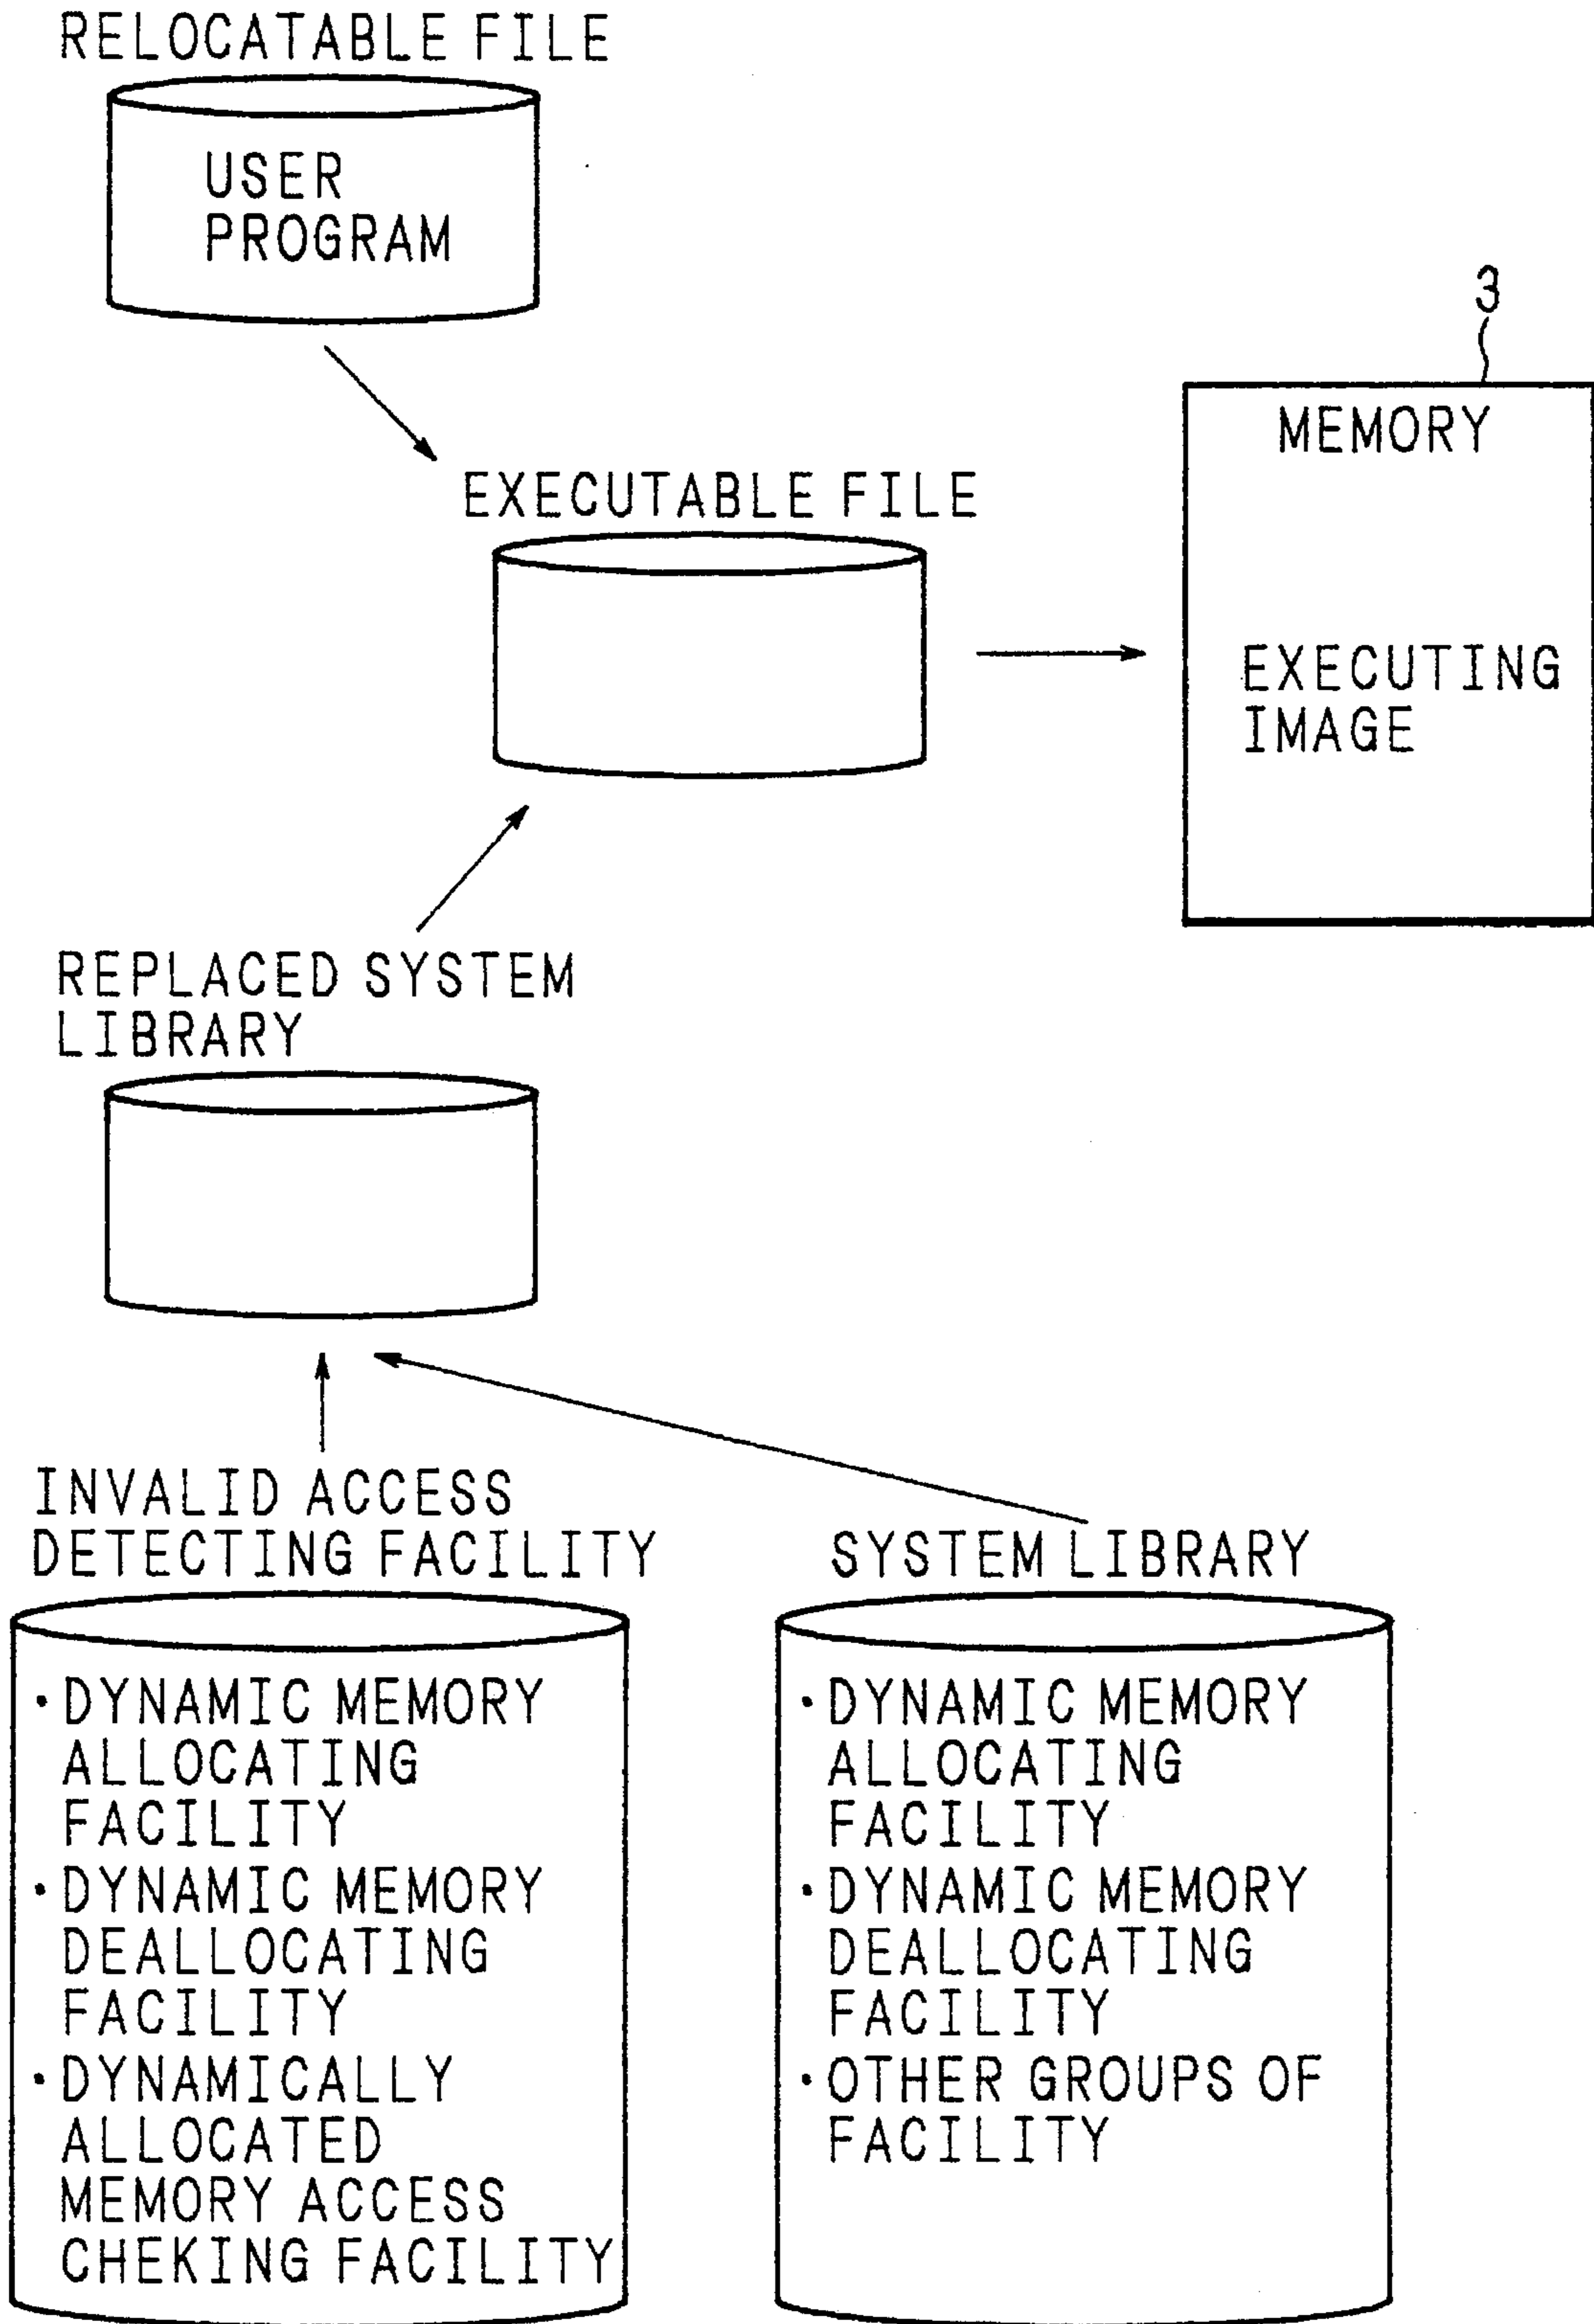 RELOCATABLE FILE
USER
PROGRAM
3
MEMORY
EXECUTING
IMAGE
EXECUTABLE FILE
REPLACED SYSTEM
LIBRARY
INVALID ACCESS
DETECTING FACILITY
·DYNAMIC MEMORY
ALLOCATING
FACILITY
·DYNAMIC MEMORY
DEALLOCATING
FACILITY
·DYNAMICALLY
ALLOCATED
MEMORY ACCESS
CHEKING FACILITY
SYSTEM LIBRARY
·DYNAMIC MEMORY
ALLOCATING
FACILITY
·DYNAMIC MEMORY
DEALLOCATING
FACILITY
·OTHER GROUPS OF
FACILITY